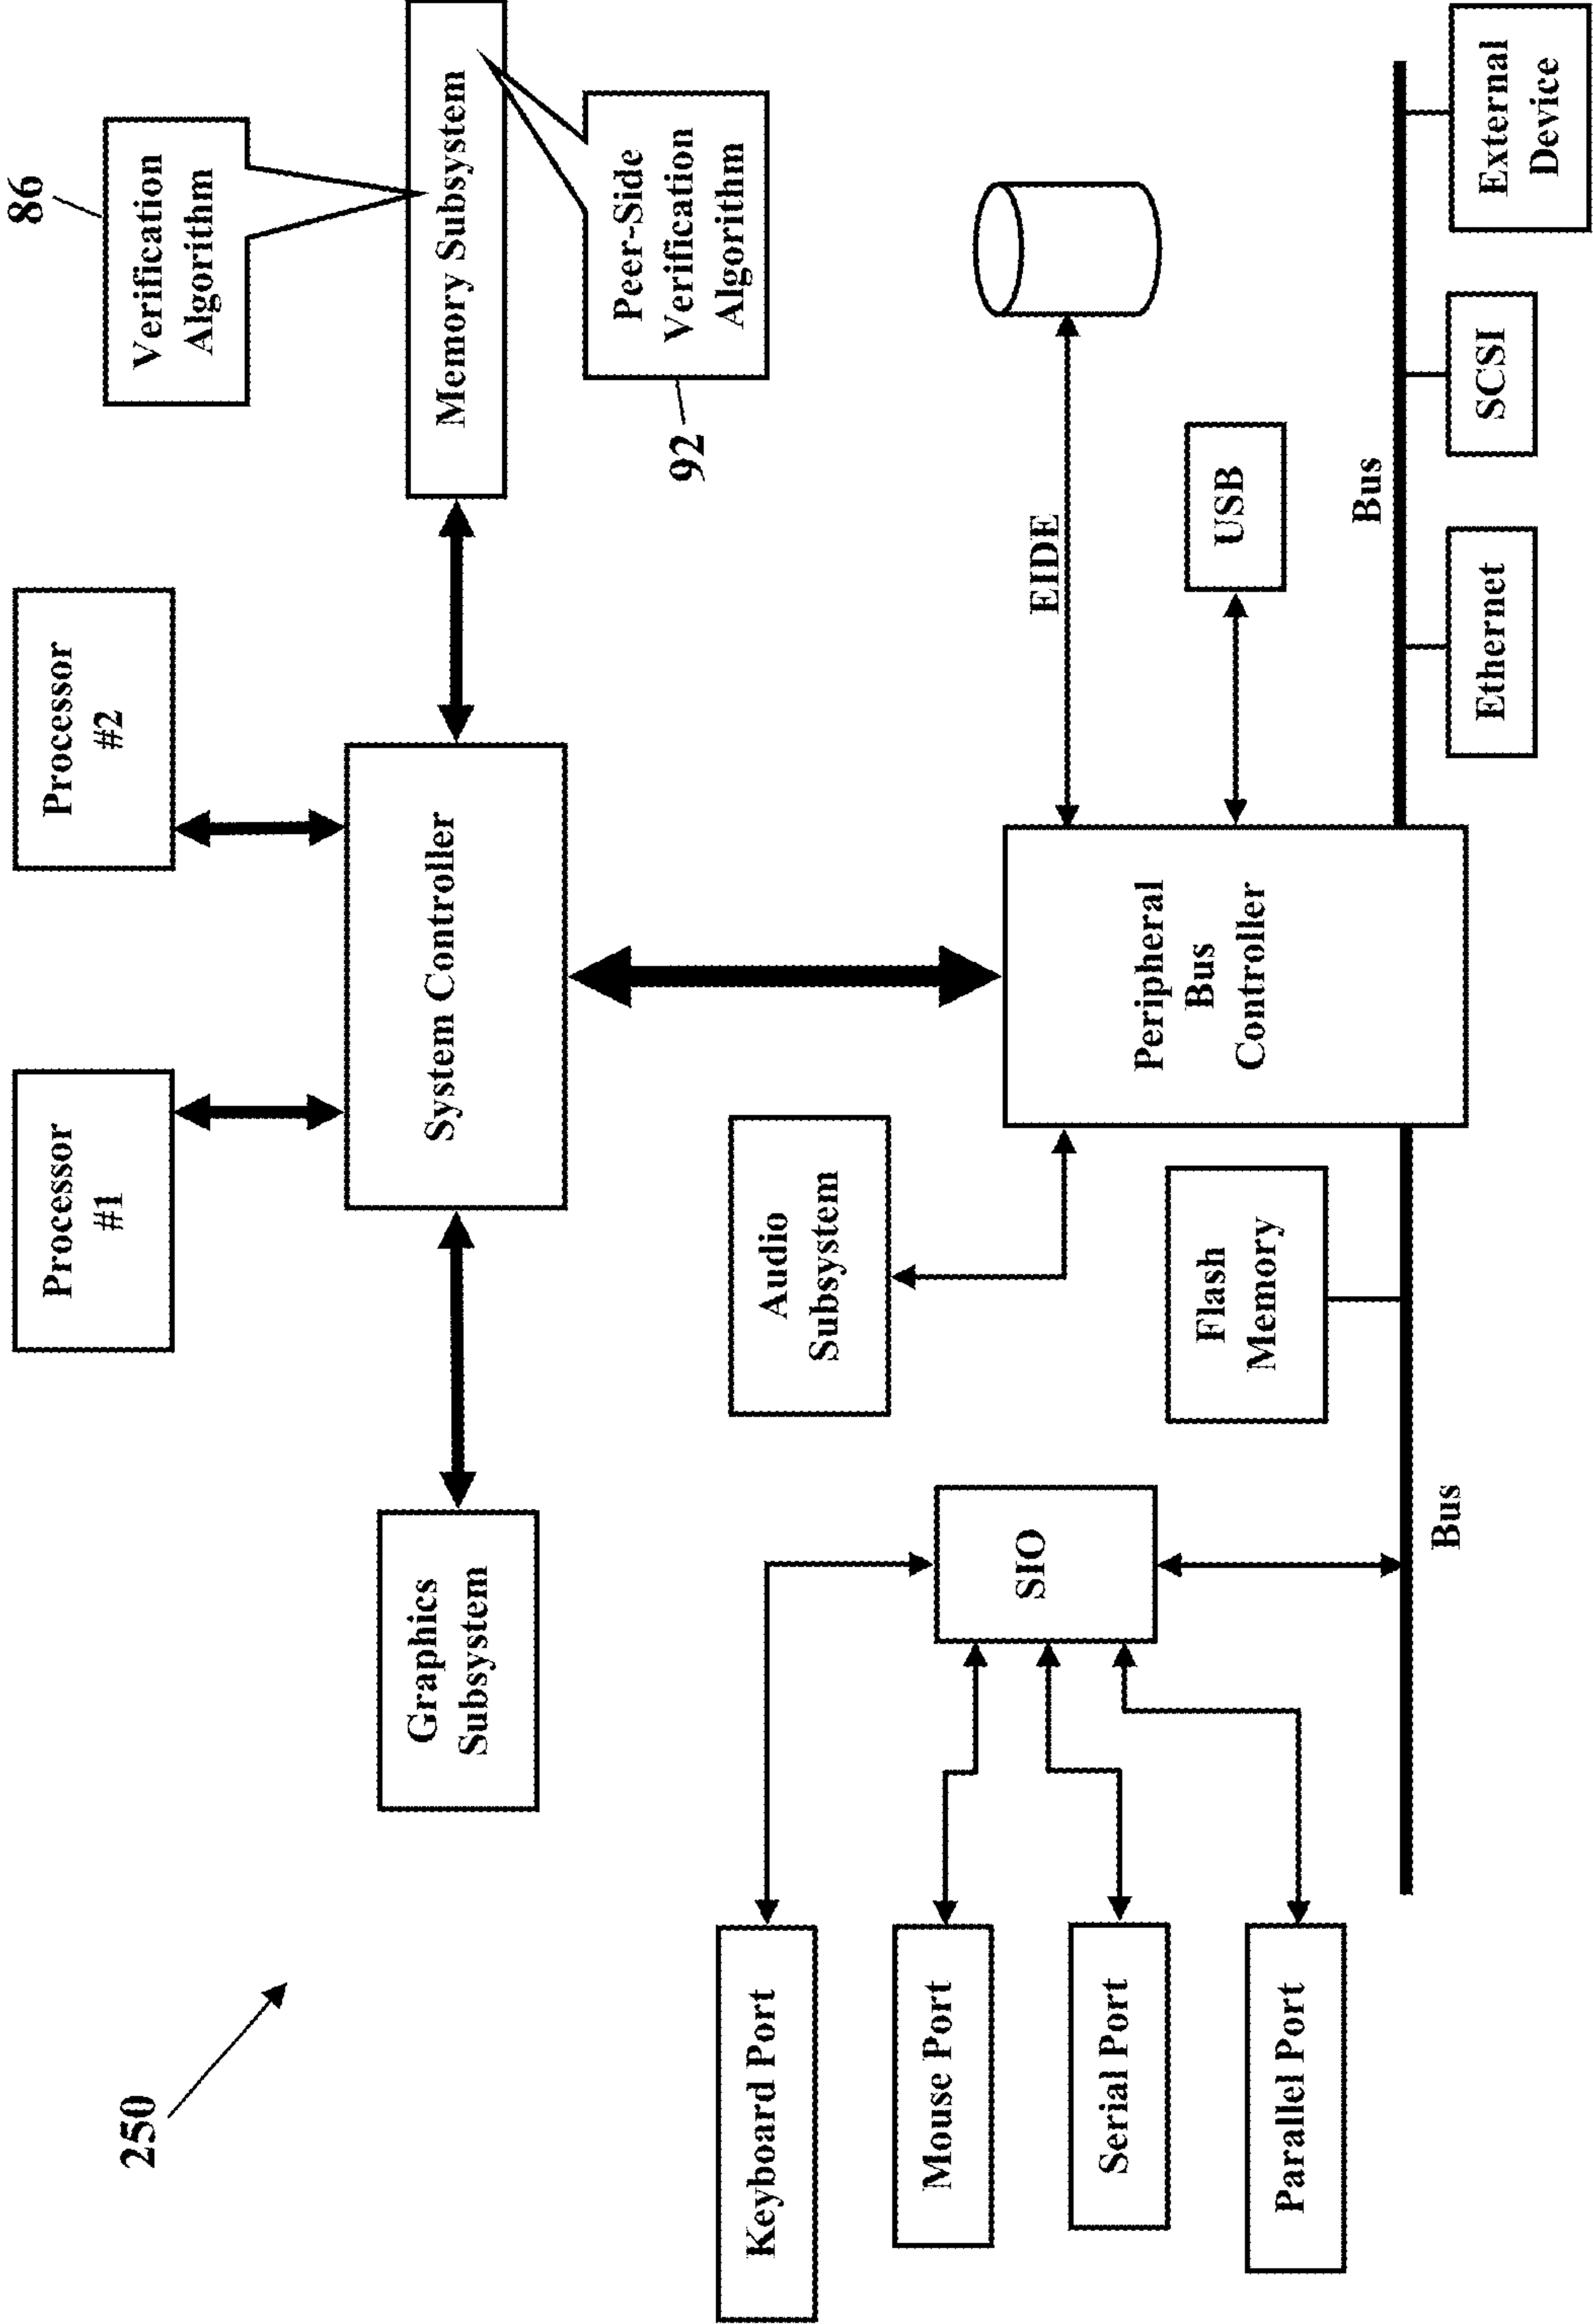 86
Verification
Algorithm
Processor
#1
Processor
#2
Graphics
Subsystem
System Controller
Memory Subsystem
Peer-Side
Verification
Algorithm
92
250
Keyboard Port
Mouse Port
Serial Port
Parallel Port
SIO
Audio
Subsystem
Flash
Memory
Peripheral
Bus
Controller
EIDE
USB
Bus
Bus
Ethernet
SCSI
External
Device